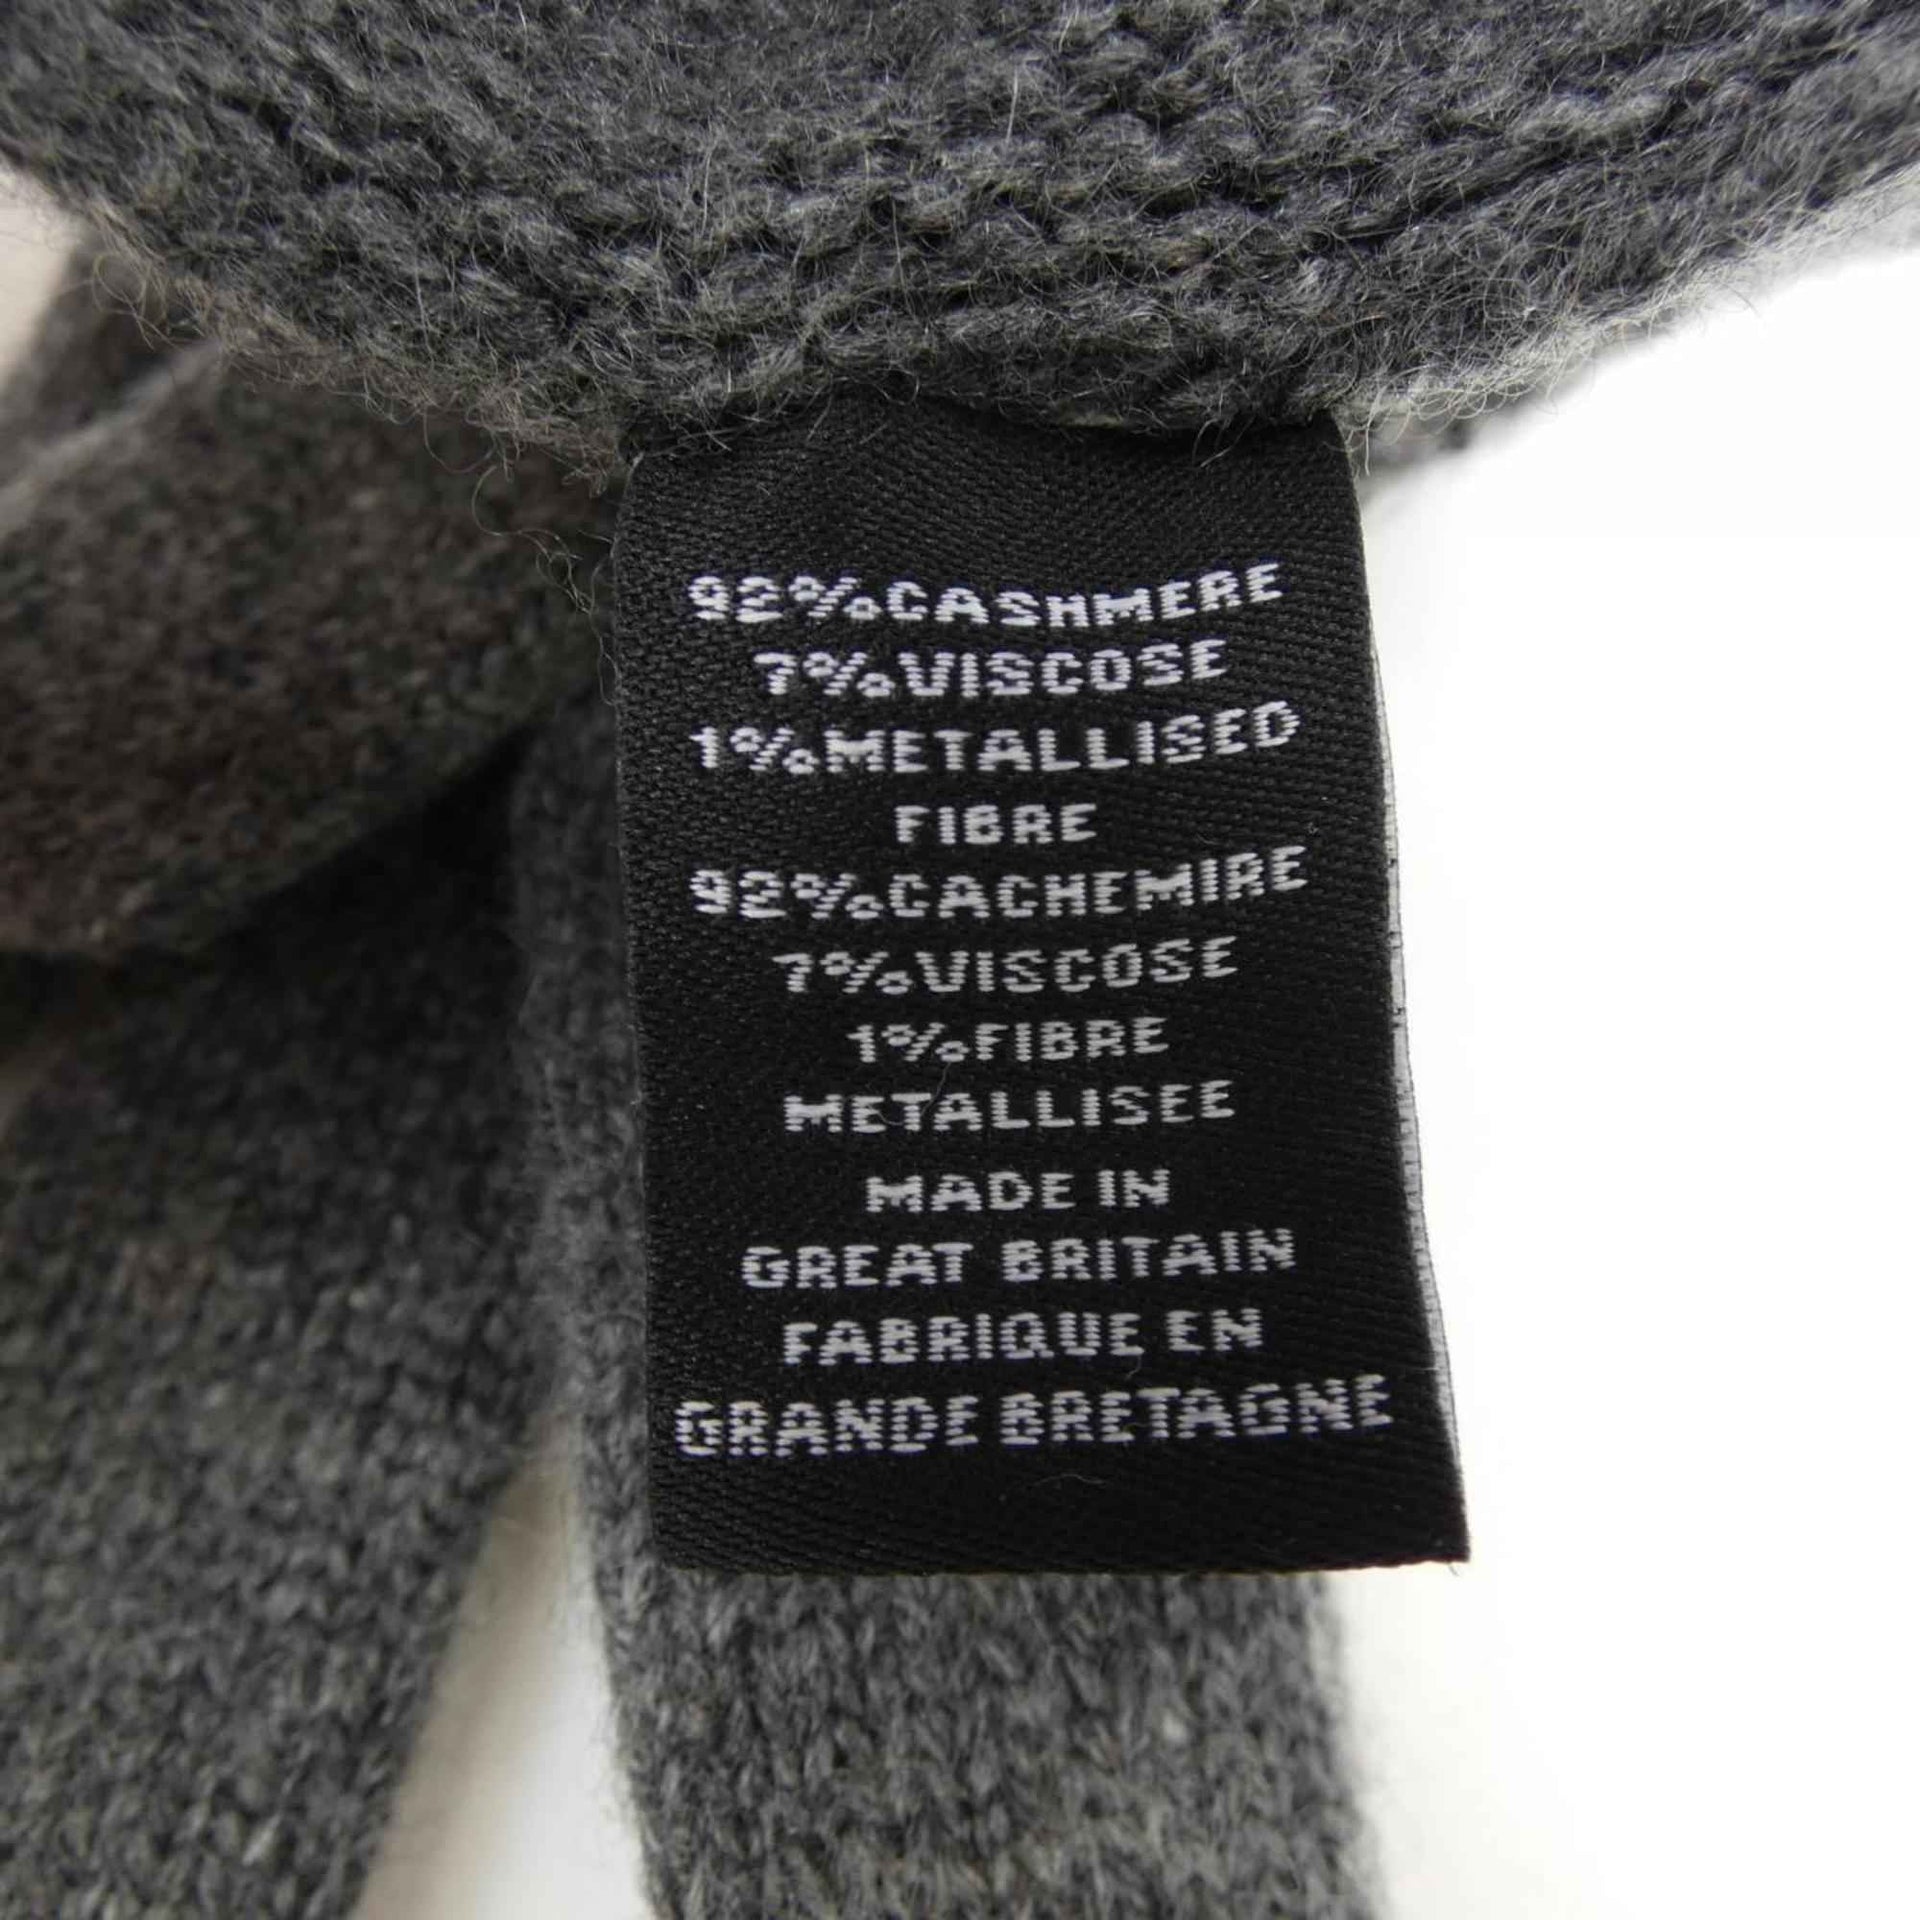 92%CASHMERE
7%VISCOSE
1%METALLISED
FIBRE
92%CACHEMIRE
7%VISCOSE
1%FIBRE
METALLISEE
MADE IN
GREAT BRITAIN
FABRIQUE EN
GRANDE BRETAGNE